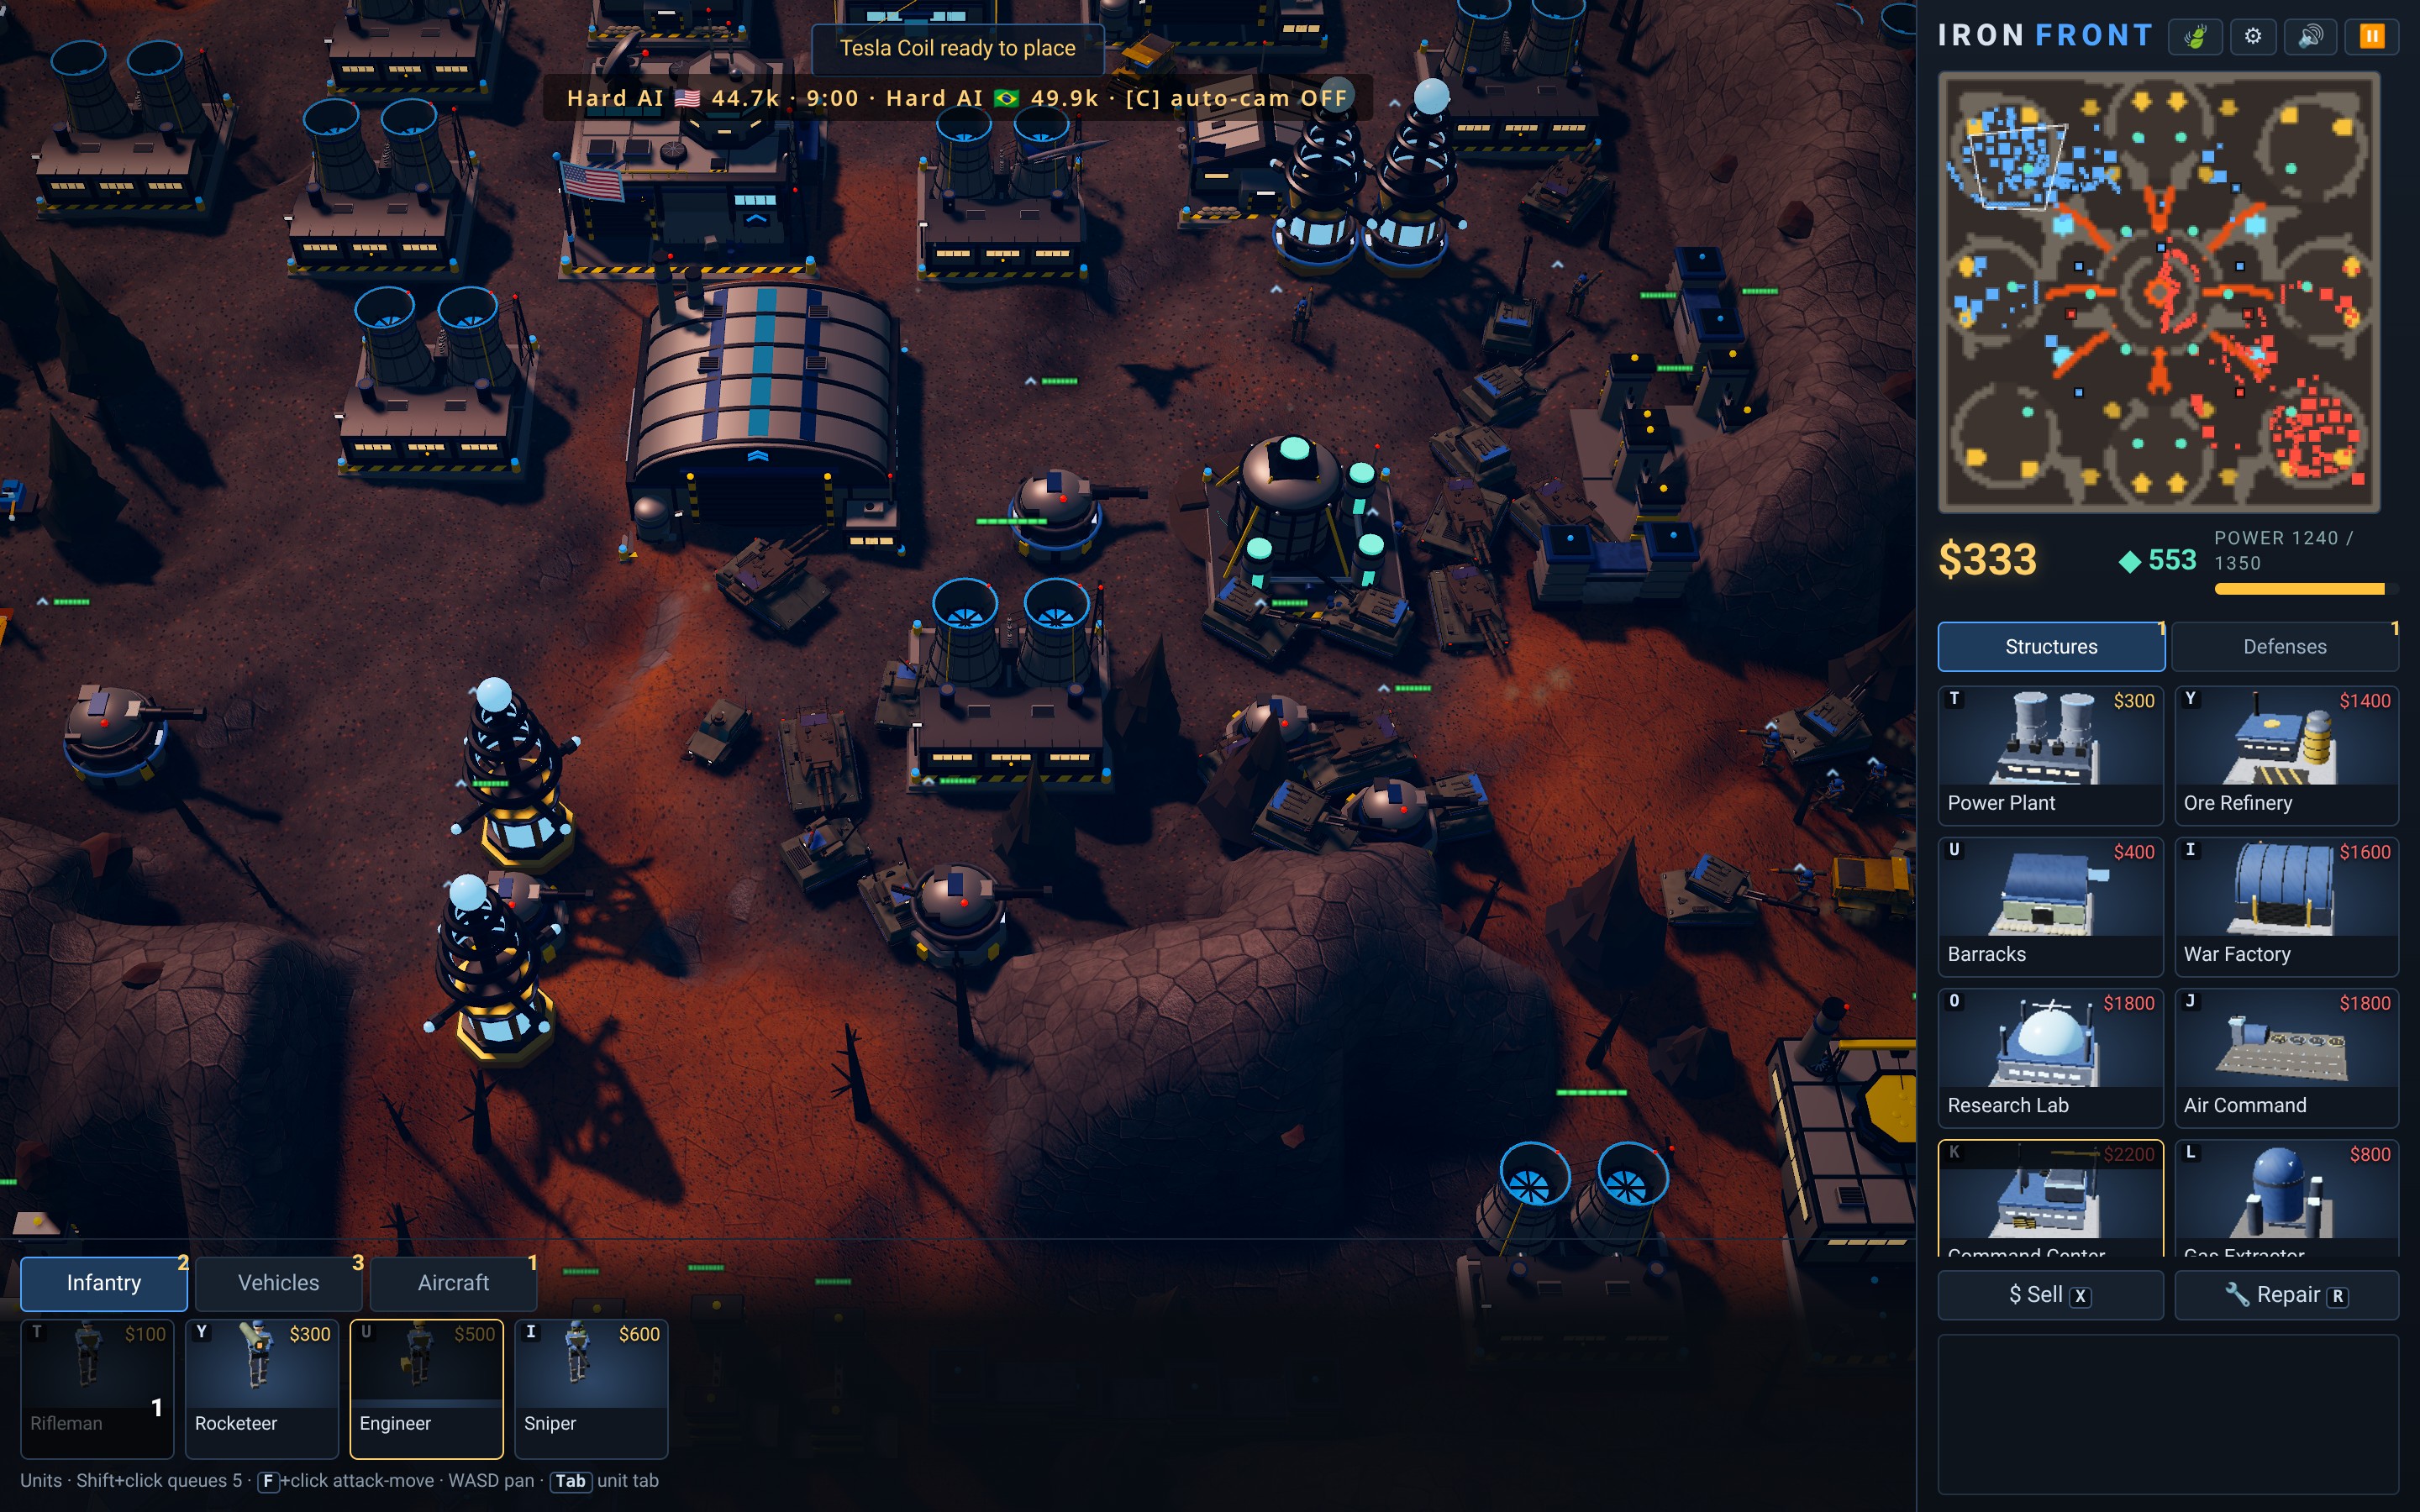 Tesla Coil ready to place
Hard AI 🇺🇸 44.7k · 9:00 · Hard AI 🇧🇷 49.9k · [C] auto-cam OFF
IRON FRONT
$333
553
POWER 1240 /
1350
Structures 1
Defenses 1
T $300
Power Plant
Y $1400
Ore Refinery
U $400
Barracks
I $1600
War Factory
O $1800
Research Lab
J $1800
Air Command
K $2200
Command Center
L $800
Gas Extractor
$ Sell X
Repair R
Infantry 2
Vehicles 3
Aircraft 1
T $100
Rifleman 1
Y $300
Rocketeer
U $500
Engineer
I $600
Sniper
Units · Shift+click queues 5 · F+click attack-move · WASD pan · Tab unit tab